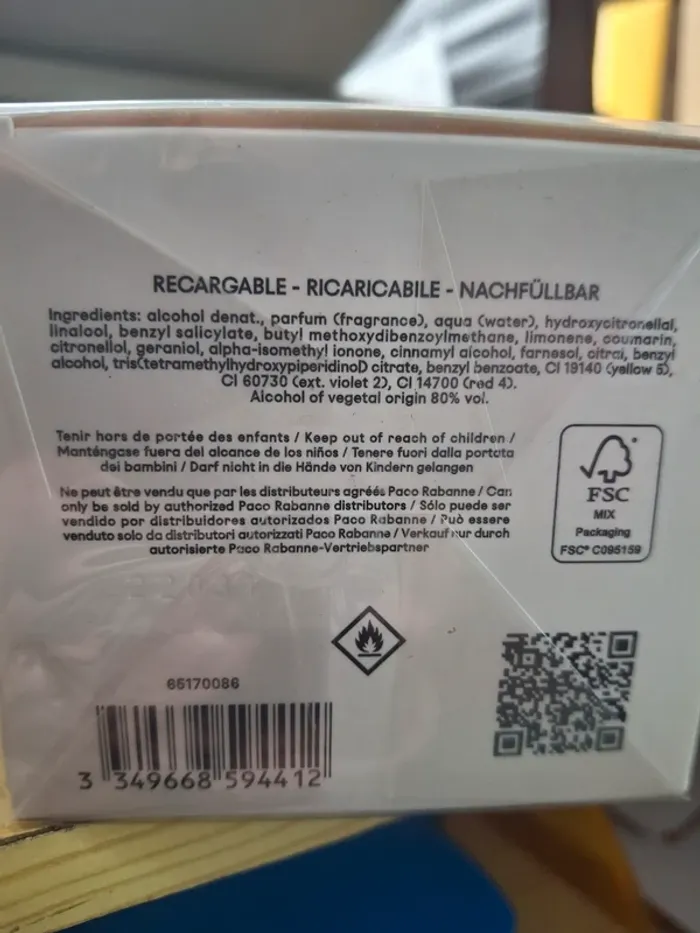 RECARGABLE - RICARICABILE - NACHFÜLLBAR
Ingredients: alcohol denat., parfum (fragrance), aqua (water), hydroxycitronellal,
linalool, benzyl salicylate, butyl methoxydibenzoylmethane, limonene, coumarin,
citronellol, geraniol, alpha-isomethyl ionone, cinnamyl alcohol, farnesol, citral, benzyl
alcohol, tris(tetramethylhydroxypiperidinol) citrate, benzyl benzoate, CI 19140 (yellow 5),
CI 60730 (ext. violet 2), CI 14700 (red 4).
Alcohol of vegetal origin 80% vol.
Tenir hors de portée des enfants / Keep out of reach of children /
Manténgase fuera del alcance de los niños / Tenere fuori dalla portata
dei bambini / Darf nicht in die Hände von Kindern gelangen
Ne peut être vendu que par les distributeurs agréés Paco Rabanne / Can
only be sold by authorized Paco Rabanne distributors / Sólo puede ser
vendido por distribuidores autorizados Paco Rabanne / Può essere
venduto solo da distributori autorizzati Paco Rabanne / Verkauf nur durch
autorisierte Paco Rabanne-Vertriebspartner
FSC
MIX
Packaging
FSC® C095159
65170086
3 349668 594412